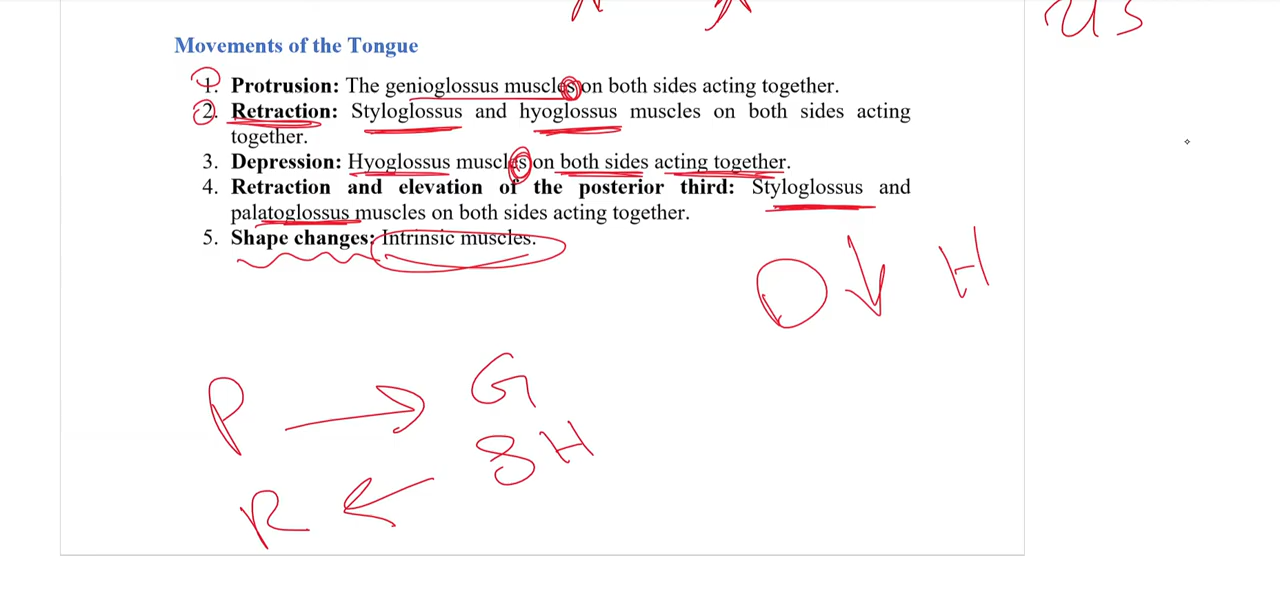 us
Movements of the Tongue
1. Protrusion: The genioglossus muscles on both sides acting together.
2. Retraction: Styloglossus and hyoglossus muscles on both sides acting
together.
3. Depression: Hyoglossus muscles on both sides acting together.
4. Retraction and elevation of the posterior third: Styloglossus and
palatoglossus muscles on both sides acting together.
5. Shape changes: Intrinsic muscles.
D ↓ H
P → G
S H
R ←